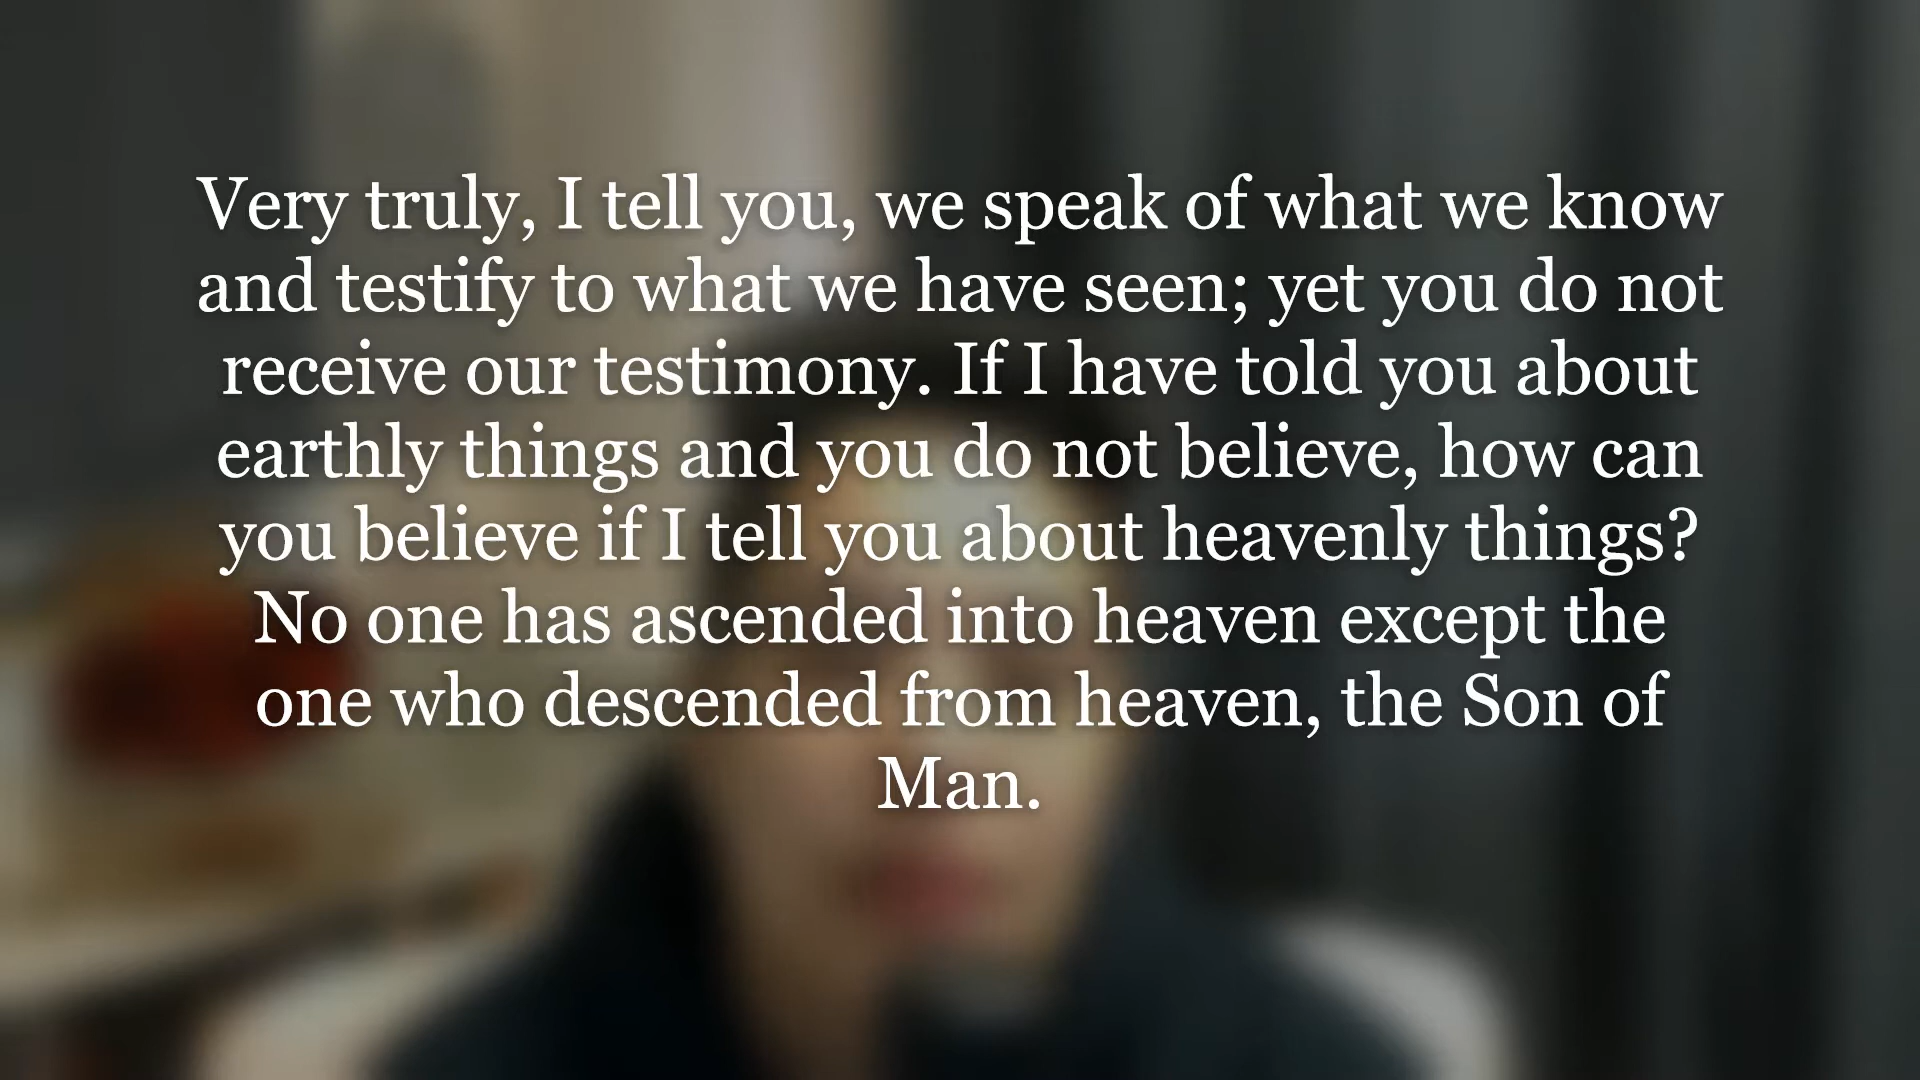 Very truly, I tell you, we speak of what we know
and testify to what we have seen; yet you do not
receive our testimony. If I have told you about
earthly things and you do not believe, how can
you believe if I tell you about heavenly things?
No one has ascended into heaven except the
one who descended from heaven, the Son of
Man.